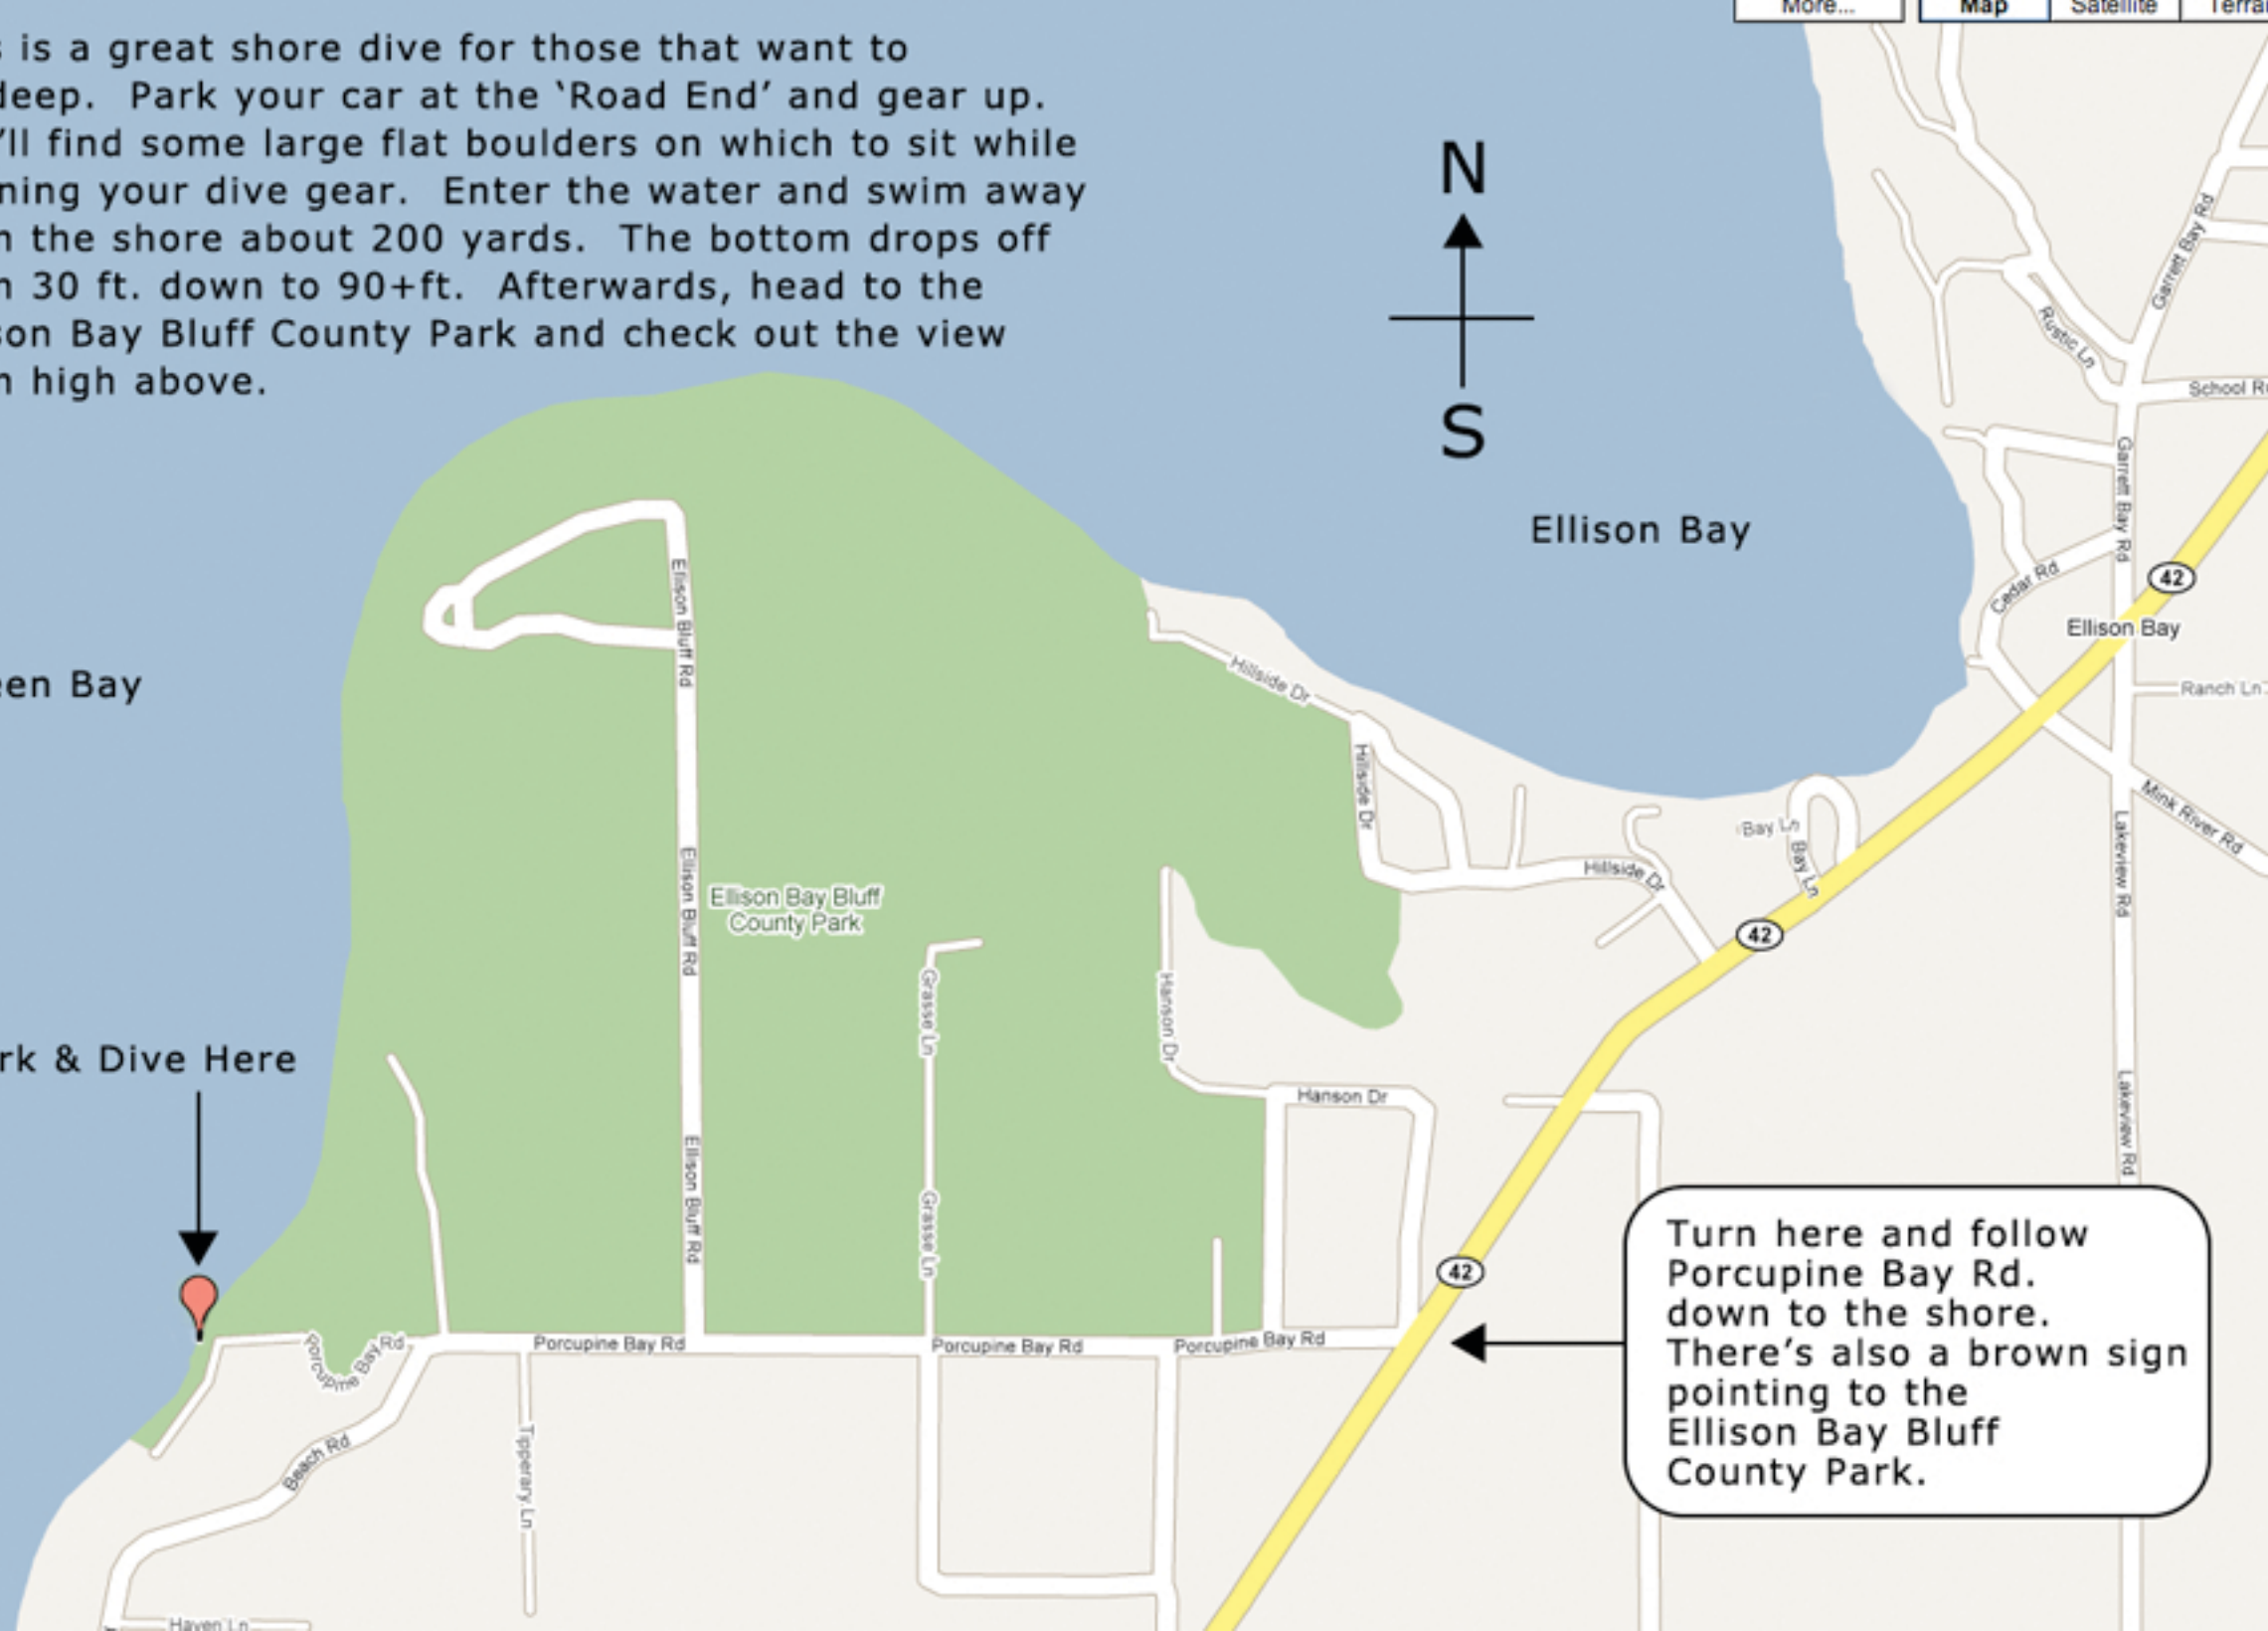 More...
Map
Satellite
Terrai
s is a great shore dive for those that want to
deep. Park your car at the ‘Road End’ and gear up.
’ll find some large flat boulders on which to sit while
ning your dive gear. Enter the water and swim away
n the shore about 200 yards. The bottom drops off
n 30 ft. down to 90+ft. Afterwards, head to the
son Bay Bluff County Park and check out the view
n high above.
N
S
Garrett Bay Rd
Rustic Ln
School R
Garrett Bay Rd
Ellison Bay
Cedar Rd
42
Ellison Bay
Ellison Bluff Rd
Hillside Dr
een Bay
Ranch Ln
Hillside Dr
Mink River Rd
Bay Ln
Bay Ln
Lakeview Rd
Hillside Dr
Ellison Bluff Rd
Ellison Bay Bluff
County Park
42
Grasse Ln
Hanson Dr
rk & Dive Here
Hanson Dr
Lakeview Rd
Ellison Bluff Rd
Grasse Ln
42
Turn here and follow
Porcupine Bay Rd.
down to the shore.
There’s also a brown sign
pointing to the
Ellison Bay Bluff
County Park.
Porcupine Bay Rd
Porcupine Bay Rd
Porcupine Bay Rd
Porcupine Bay Rd
Beach Rd
Tipperary Ln
Haven Ln